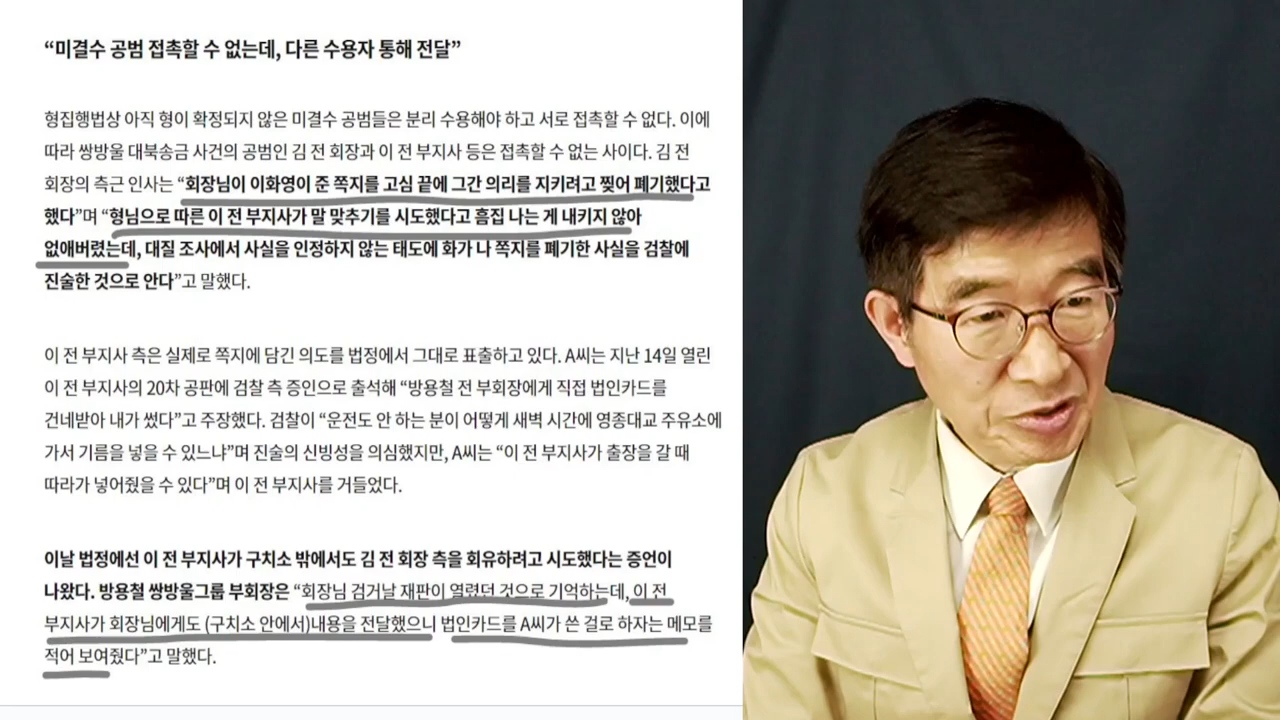 “미결수 공범 접촉할 수 없는데, 다른 수용자 통해 전달”
형집행법상 아직 형이 확정되지 않은 미결수 공범들은 분리 수용해야 하고 서로 접촉할 수 없다. 이에
따라 쌍방울 대북송금 사건의 공범인 김 전 회장과 이 전 부지사 등은 접촉할 수 없는 사이다. 김 전
회장의 측근 인사는 “회장님이 이화영이 준 쪽지를 고심 끝에 그간 의리를 지키려고 찢어 폐기했다고
했다”며 “형님으로 따른 이 전 부지사가 말 맞추기를 시도했다고 흠집 나는 게 내키지 않아
없애버렸는데, 대질 조사에서 사실을 인정하지 않는 태도에 화가 나 쪽지를 폐기한 사실을 검찰에
진술한 것으로 안다”고 말했다.
이 전 부지사 측은 실제로 쪽지에 담긴 의도를 법정에서 그대로 표출하고 있다. A씨는 지난 14일 열린
이 전 부지사의 20차 공판에 검찰 측 증인으로 출석해 “방용철 전 부회장에게 직접 법인카드를
건네받아 내가 썼다”고 주장했다. 검찰이 “운전도 안 하는 분이 어떻게 새벽 시간에 영종대교 주유소에
가서 기름을 넣을 수 있느냐”며 진술의 신빙성을 의심했지만, A씨는 “이 전 부지사가 출장을 갈 때
따라가 넣어줬을 수 있다”며 이 전 부지사를 거들었다.
이날 법정에선 이 전 부지사가 구치소 밖에서도 김 전 회장 측을 회유하려고 시도했다는 증언이
나왔다. 방용철 쌍방울그룹 부회장은 “회장님 검거날 재판이 열렸던 것으로 기억하는데, 이 전
부지사가 회장님에게도 (구치소 안에서)내용을 전달했으니 법인카드를 A씨가 쓴 걸로 하자는 메모를
적어 보여줬다”고 말했다.